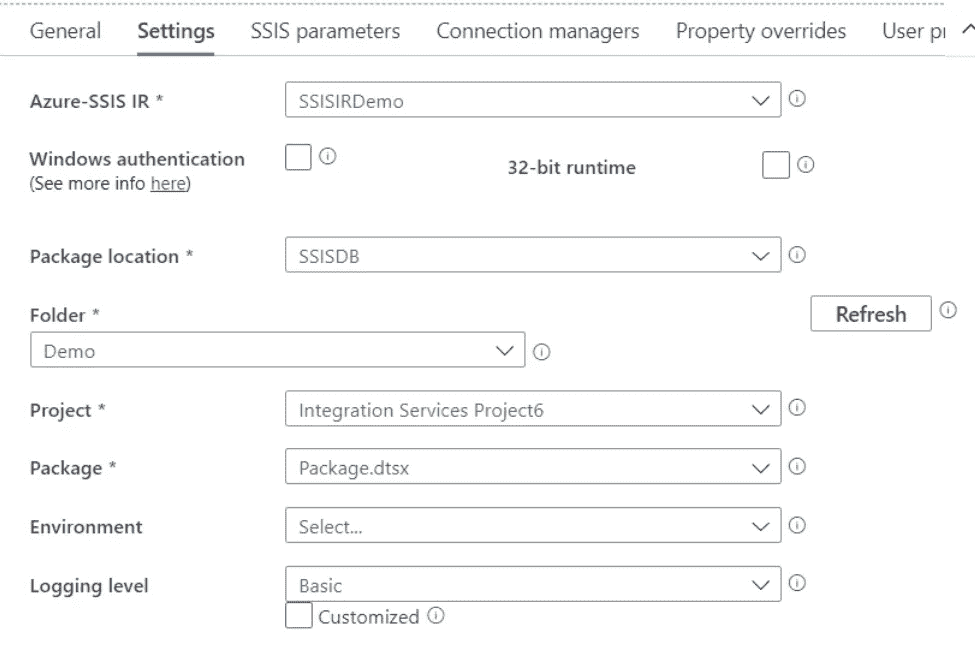 General Settings SSIS parameters Connection managers Property overrides User pr
Azure-SSIS IR * SSISIRDemo
Windows authentication
(See more info here) 32-bit runtime
Package location * SSISDB
Folder * Refresh
Demo
Project * Integration Services Project6
Package * Package.dtsx
Environment Select...
Logging level Basic
Customized